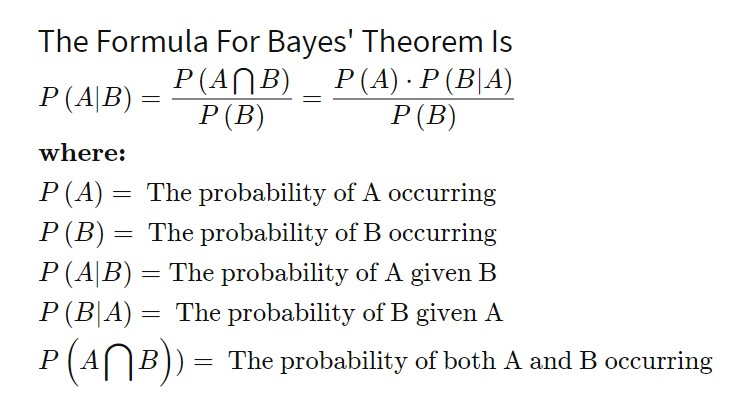 The Formula For Bayes' Theorem Is
P (A|B) = P (A⋂B) / P (B) = P (A) · P (B|A) / P (B)
where:
P (A) = The probability of A occurring
P (B) = The probability of B occurring
P (A|B) = The probability of A given B
P (B|A) = The probability of B given A
P (A⋂B)) = The probability of both A and B occurring